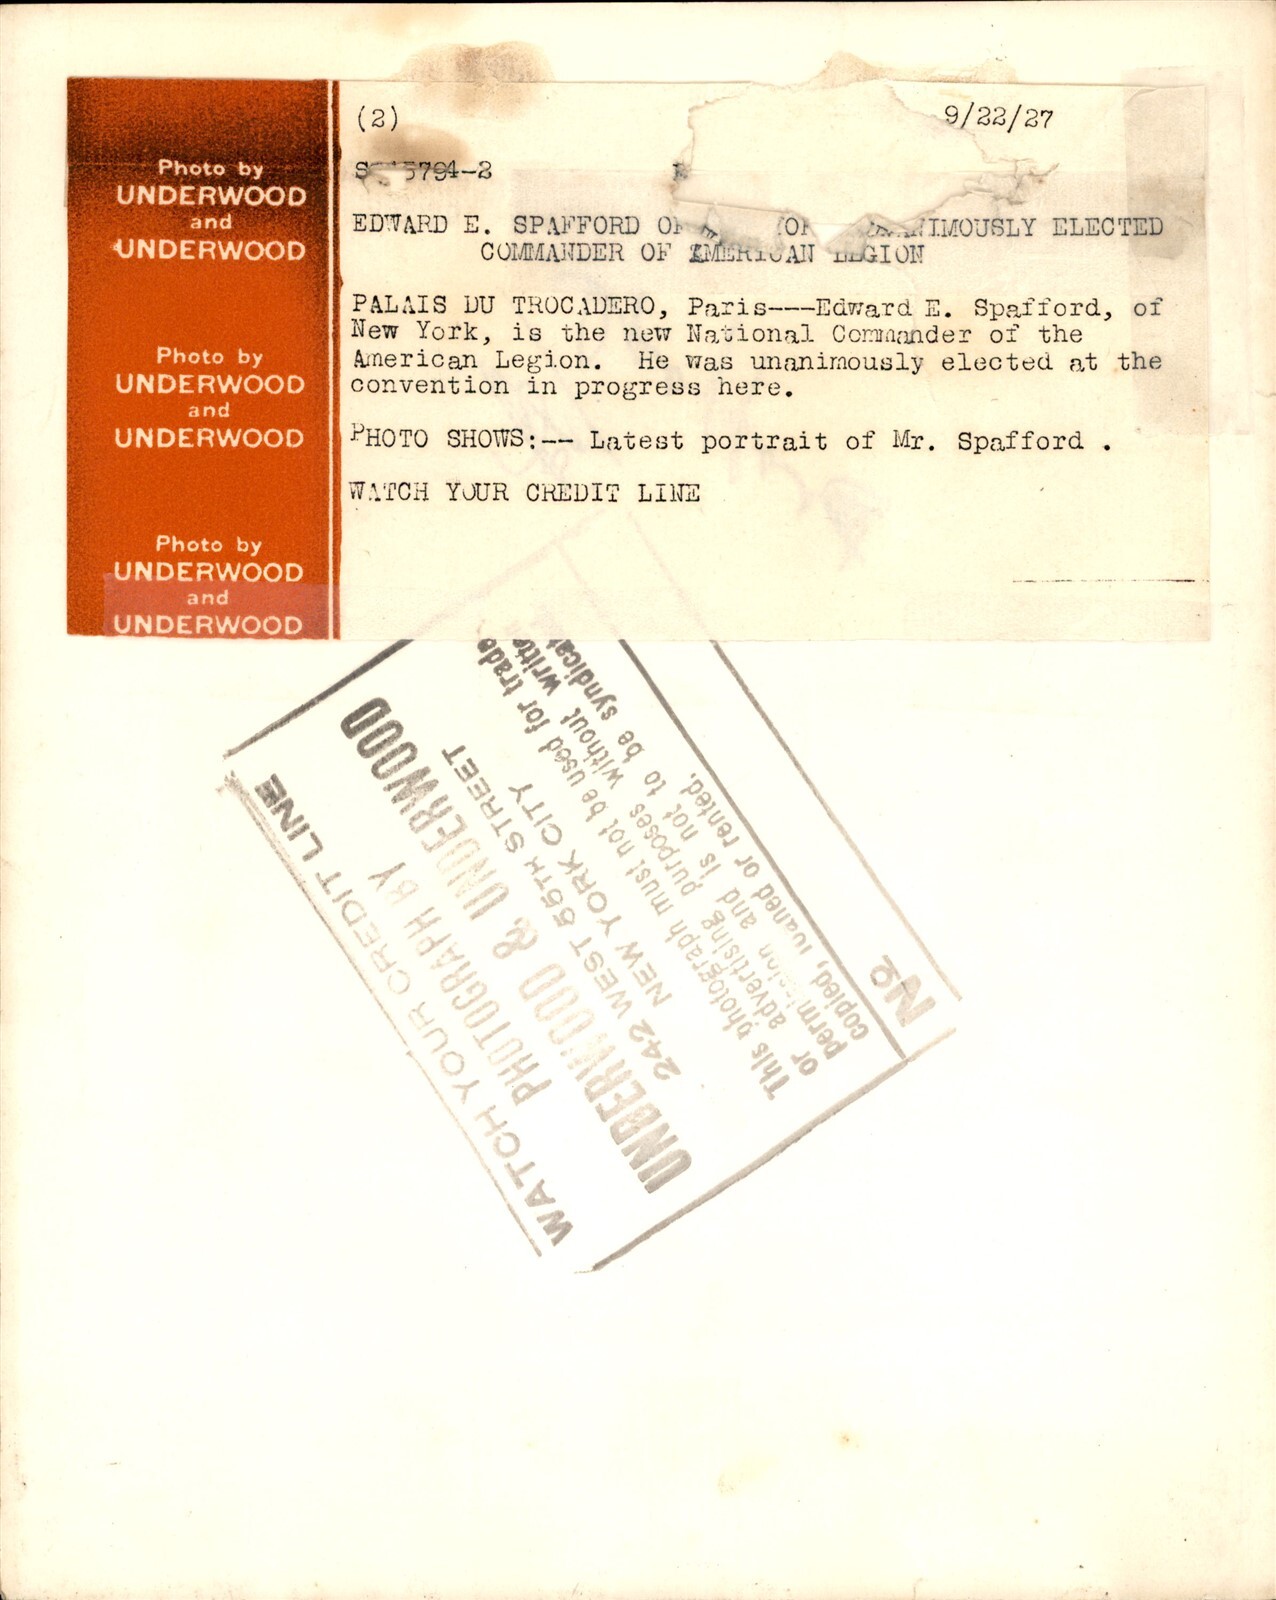 Photo by
UNDERWOOD
and
UNDERWOOD
Photo by
UNDERWOOD
and
UNDERWOOD
Photo by
UNDERWOOD
and
UNDERWOOD
(2) 9/22/27
5794-2
EDWARD E. SPAFFORD ELECTED
COMMANDER OF AMERICAN LEGION
PALAIS DU TROCADERO, Paris---Edward E. Spafford, of
New York, is the new National Commander of the
American Legion. He was unanimously elected at the
convention in progress here.
PHOTO SHOWS:-- Latest portrait of Mr. Spafford .
WATCH YOUR CREDIT LINE
WATCH YOUR CREDIT LINE
PHOTOGRAPH BY
UNDERWOOD & UNDERWOOD
242 WEST 55TH STREET
NEW YORK CITY
This photograph must not be used for trade
or advertising purposes without
permission and is not to be
copied, loaned or rented.
No